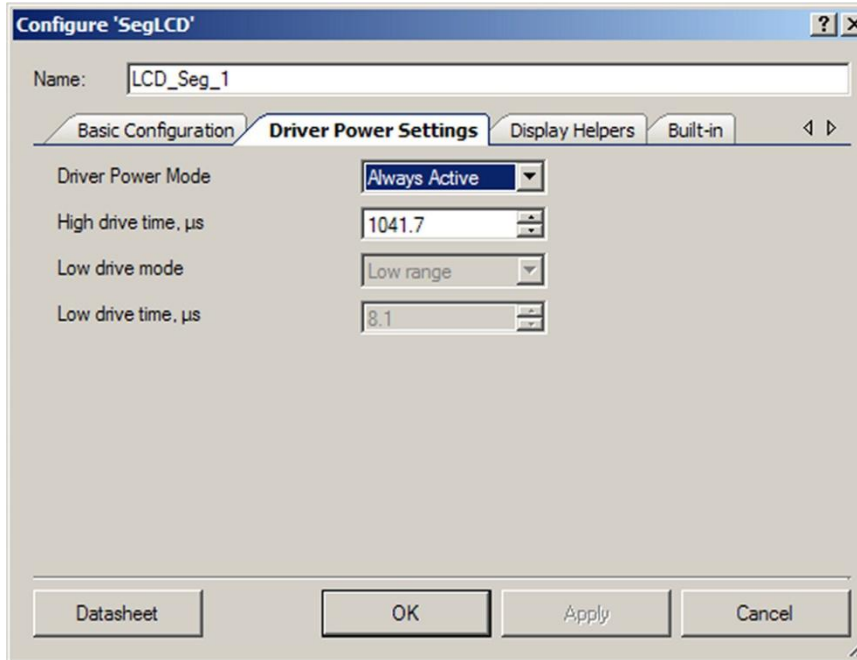 Configure 'SegLCD'
Name: LCD_Seg_1
Basic Configuration Driver Power Settings Display Helpers Built-in
Driver Power Mode Always Active
High drive time, µs 1041.7
Low drive mode Low range
Low drive time, µs 8.1
Datasheet OK Apply Cancel